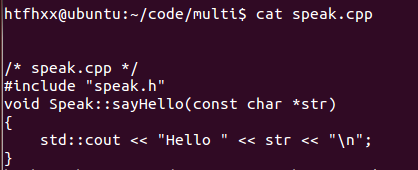 htfhxx@ubuntu:~/code/multi$ cat speak.cpp
/* speak.cpp */
#include "speak.h"
void Speak::sayHello(const char *str)
{
    std::cout << "Hello " << str << "\n";
}